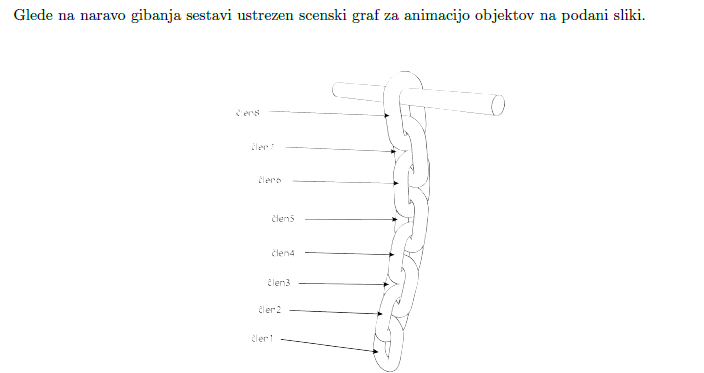 Glede na naravo gibanja sestavi ustrezen scenski graf za animacijo objektov na podani sliki.
člen8
člen7
člen6
člen5
člen4
člen3
člen2
člen1